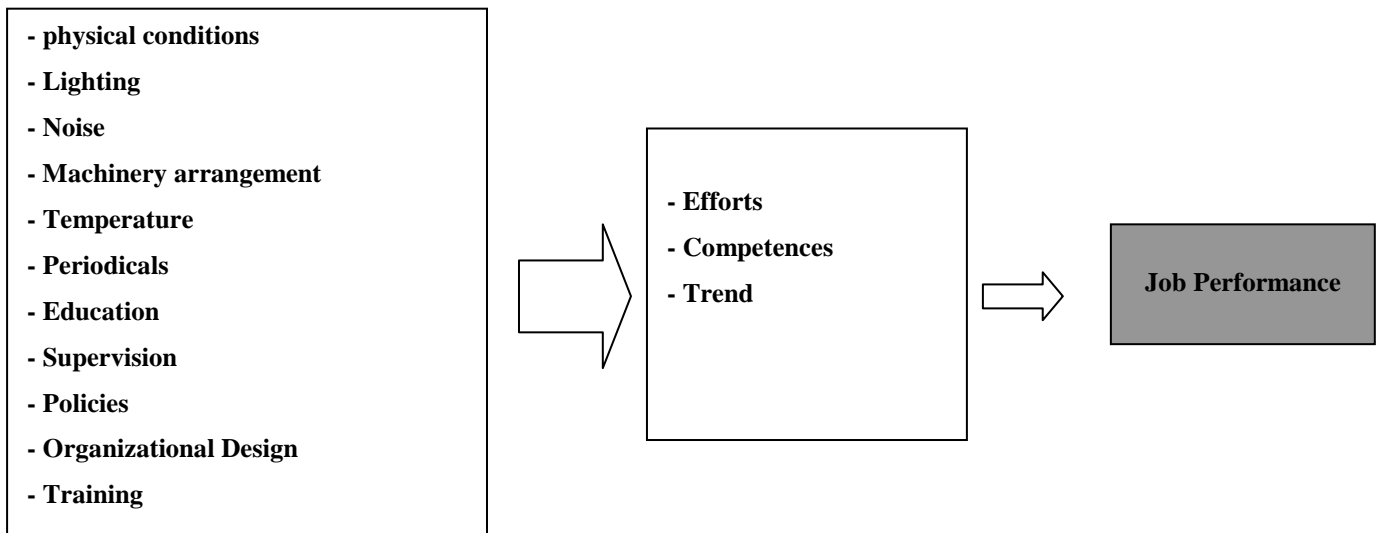 - physical conditions
- Lighting
- Noise
- Machinery arrangement
- Temperature
- Periodicals
- Education
- Supervision
- Policies
- Organizational Design
- Training
- Efforts
- Competences
- Trend
Job Performance